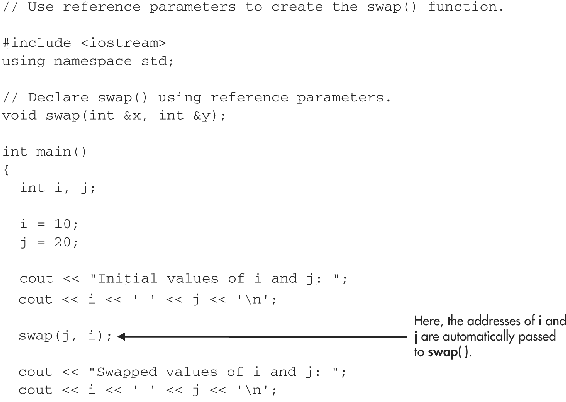 // Use reference parameters to create the swap() function.
#include <iostream>
using namespace std;
// Declare swap() using reference parameters.
void swap(int &x, int &y);
int main()
{
int i, j;
i = 10;
j = 20;
cout << "Initial values of i and j: ";
cout << i << ' ' << j << '\n';
swap(j, i);
Here, the addresses of i and
j are automatically passed
to swap( ).
cout << "Swapped values of i and j: ";
cout << i << ' ' << j << '\n';